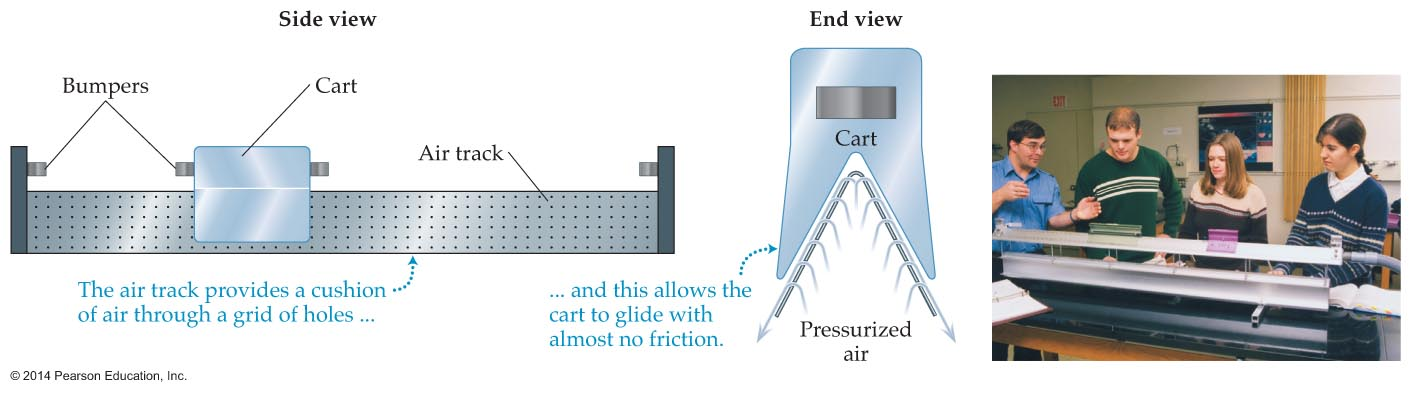 Side view
End view
Bumpers
Cart
Air track
Cart
EXIT
The air track provides a cushion
of air through a grid of holes ...
... and this allows the
cart to glide with
almost no friction.
Pressurized
air
© 2014 Pearson Education, Inc.